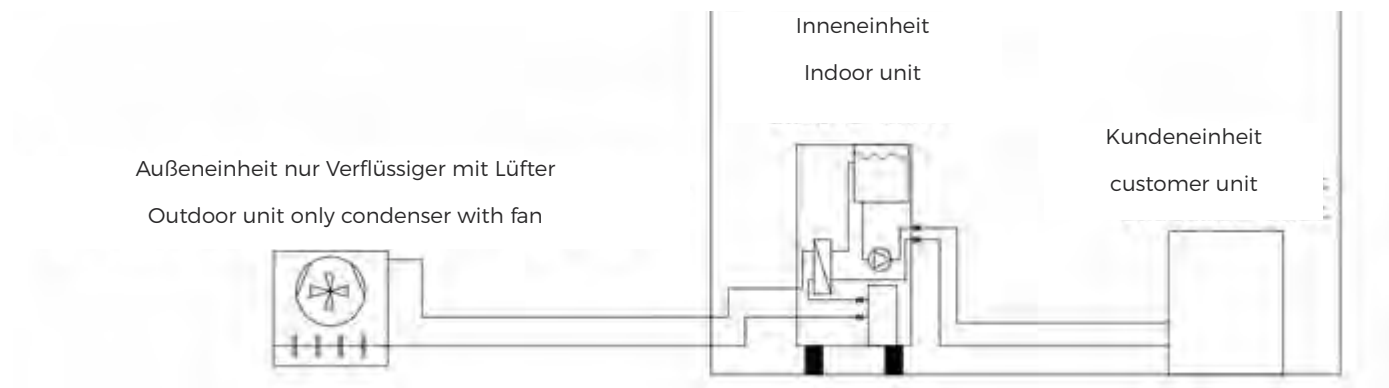 Inneneinheit
Indoor unit
Kundeneinheit
customer unit
Außeneinheit nur Verflüssiger mit Lüfter
Outdoor unit only condenser with fan